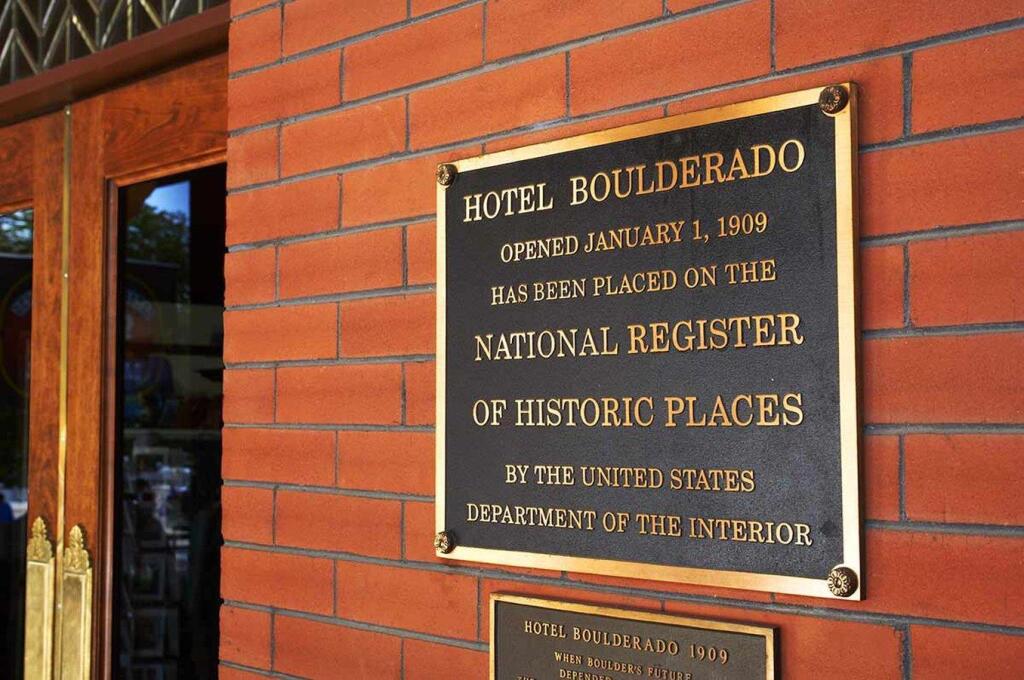 HOTEL BOULDERADO
OPENED JANUARY 1, 1909
HAS BEEN PLACED ON THE
NATIONAL REGISTER
OF HISTORIC PLACES
BY THE UNITED STATES
DEPARTMENT OF THE INTERIOR
HOTEL BOULDERADO 1909
WHEN BOULDER'S FUTURE
DEPENDED